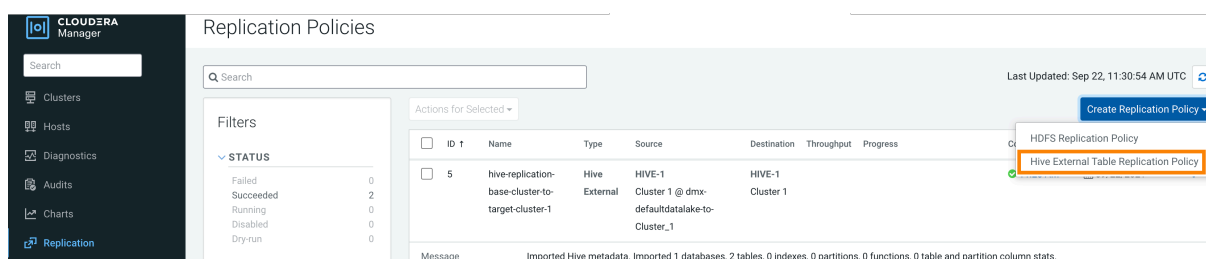 CLOUDERA
Manager
Replication Policies
Search
Search
Last Updated: Sep 22, 11:30:54 AM UTC
Clusters
Actions for Selected
Create Replication Policy
Filters
Hosts
HDFS Replication Policy
ID Name Type Source Destination Throughput Progress
Hive External Table Replication Policy
STATUS
Diagnostics
5 hive-replication-base-cluster-to-target-cluster-1 Hive External HIVE-1 HIVE-1
Cluster 1 @ dmx-defaultdatalake-to-Cluster_1 Cluster 1
Failed 0
Audits
Succeeded 2
Running 0
Charts
Disabled 0
Dry-run 0
Replication
Message Imported Hive metadata. Imported 1 databases, 2 tables, 0 indexes, 0 partitions, 0 functions, 0 table and partition column stats.